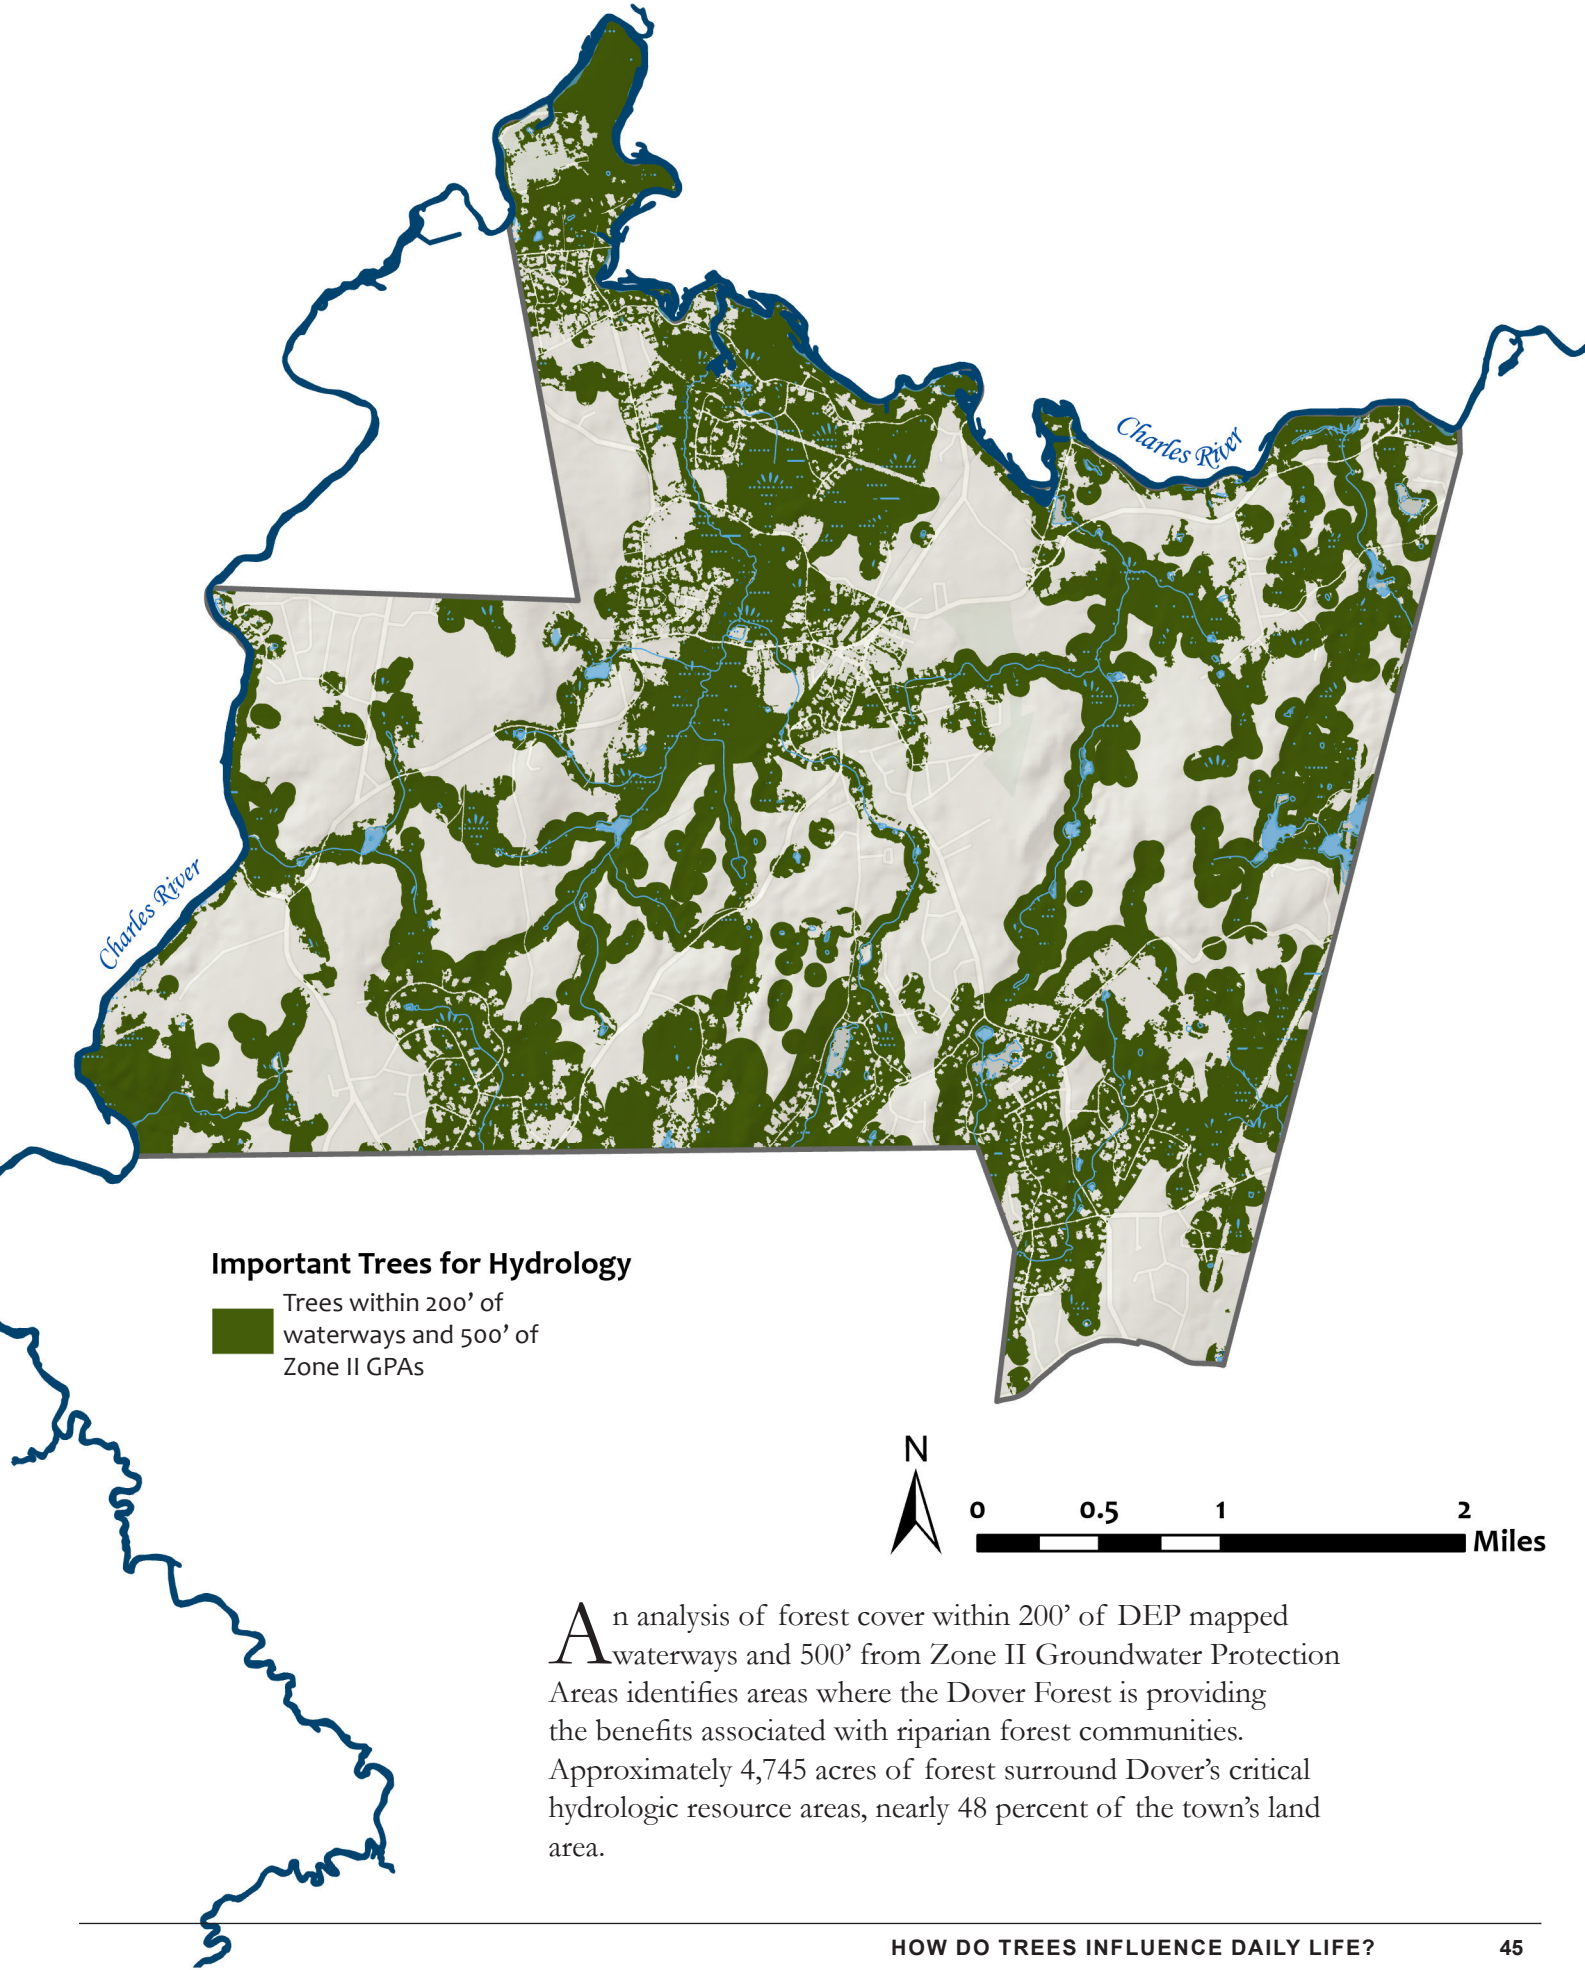 Charles River
Charles River
Important Trees for Hydrology
Trees within 200’ of
waterways and 500’ of
Zone II GPAs
N
0 0.5 1 2
Miles
An analysis of forest cover within 200’ of DEP mapped
waterways and 500’ from Zone II Groundwater Protection
Areas identifies areas where the Dover Forest is providing
the benefits associated with riparian forest communities.
Approximately 4,745 acres of forest surround Dover’s critical
hydrologic resource areas, nearly 48 percent of the town’s land
area.
HOW DO TREES INFLUENCE DAILY LIFE? 45